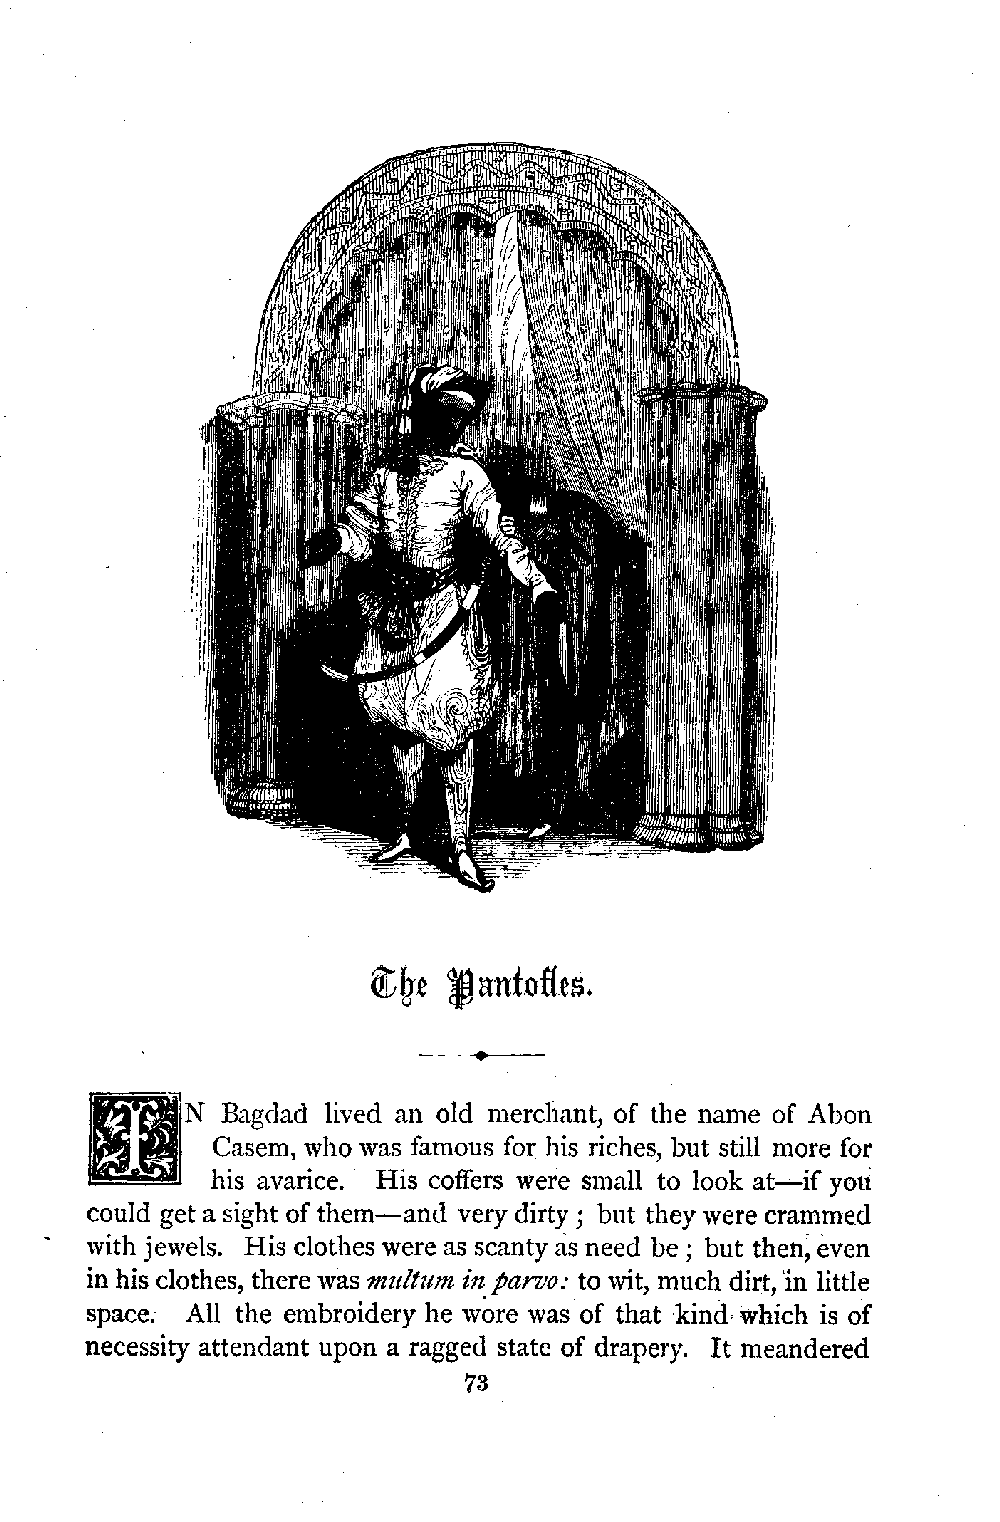 The Pantofles.
IN Bagdad lived an old merchant, of the name of Abon
Casem, who was famous for his riches, but still more for
his avarice. His coffers were small to look at—if you
could get a sight of them—and very dirty ; but they were crammed
with jewels. His clothes were as scanty as need be ; but then, even
in his clothes, there was multum in parvo: to wit, much dirt, in little
space. All the embroidery he wore was of that kind which is of
necessity attendant upon a ragged state of drapery. It meandered
73